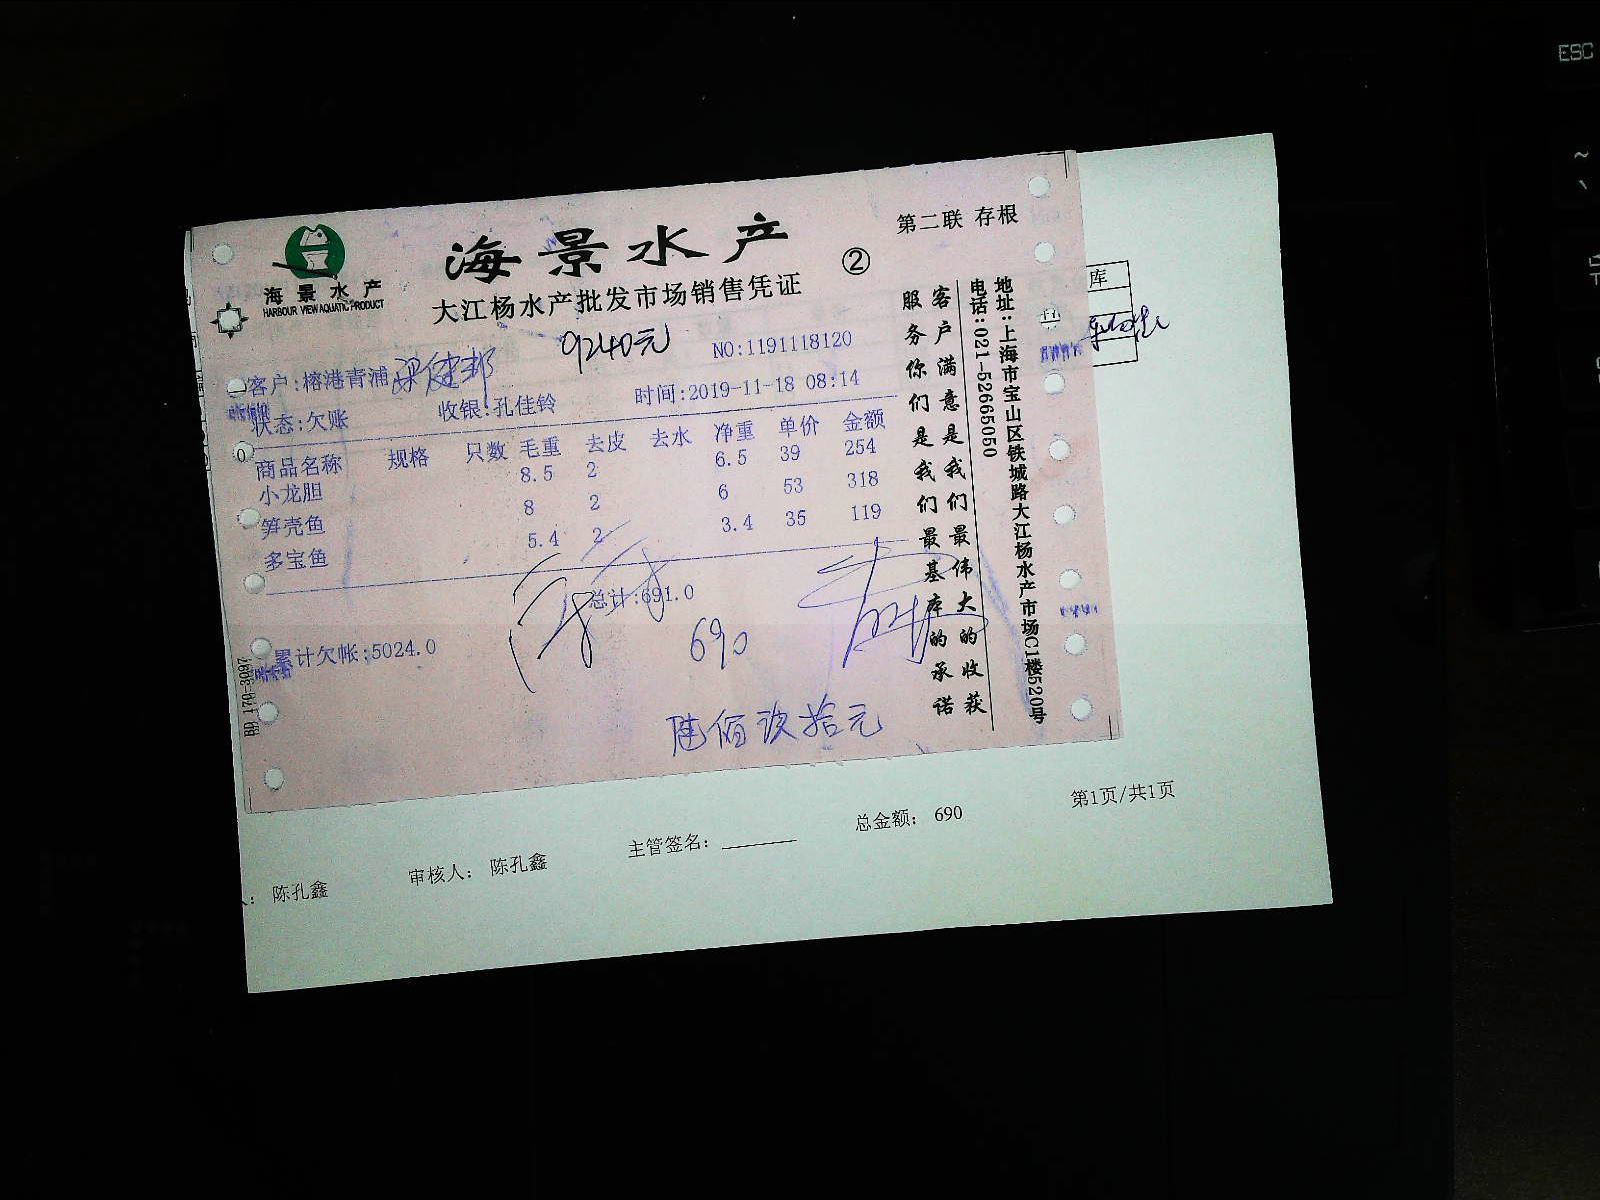 海景水产
HARBOUR VIEW AQUATIC PRODUCT
海景水产
大江杨水产批发市场销售凭证
②
第二联 存根
9240元
NO:1191118120
客户:榕港青浦
状态:欠账 收银:孔佳铃 时间:2019-11-18 08:14
商品名称 规格 只数 毛重 去皮 去水 净重 单价 金额
小龙胆 8.5 2 6.5 39 254
笋壳鱼 8 2 6 53 318
多宝鱼 5.4 2 3.4 35 119
总计:691.0
690
累计欠帐:5024.0
陆佰玖拾元
客户满意是我们最伟大的收获
服务你们是我们最基本的承诺
地址:上海市宝山区铁城路大江杨水产市场C1楼520号
电话:021-52665050
库
陈孔鑫 审核人: 陈孔鑫 主管签名: 总金额: 690 第1页/共1页
ESC